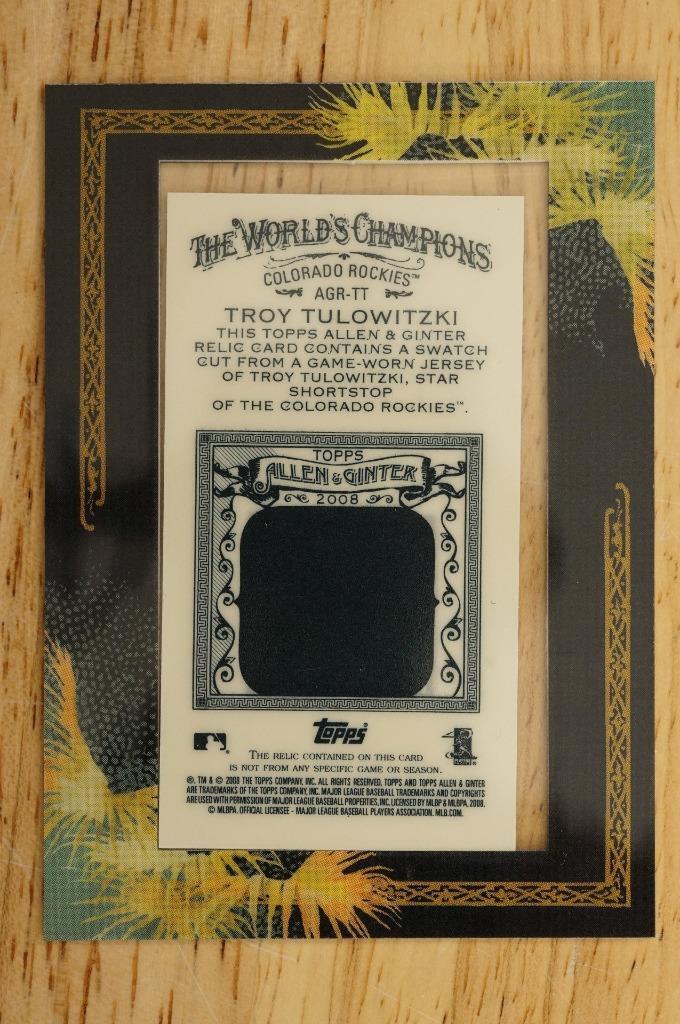 THE WORLD'S CHAMPIONS
COLORADO ROCKIES™
AGR-TT
TROY TULOWITZKI
THIS TOPPS ALLEN & GINTER
RELIC CARD CONTAINS A SWATCH
CUT FROM A GAME-WORN JERSEY
OF TROY TULOWITZKI, STAR
SHORTSTOP
OF THE COLORADO ROCKIES™.
TOPPS
ALLEN & GINTER
2008
Topps®
THE RELIC CONTAINED ON THIS CARD
IS NOT FROM ANY SPECIFIC GAME OR SEASON.
®, TM & © 2008 THE TOPPS COMPANY, INC. ALL RIGHTS RESERVED. TOPPS AND TOPPS ALLEN & GINTER
ARE TRADEMARKS OF THE TOPPS COMPANY, INC. MAJOR LEAGUE BASEBALL TRADEMARKS AND COPYRIGHTS
ARE USED WITH PERMISSION OF MAJOR LEAGUE BASEBALL PROPERTIES, INC. LICENSED BY MLBP & MLBPA, 2008.
© MLBPA. OFFICIAL LICENSEE - MAJOR LEAGUE BASEBALL PLAYERS ASSOCIATION. MLB.COM.